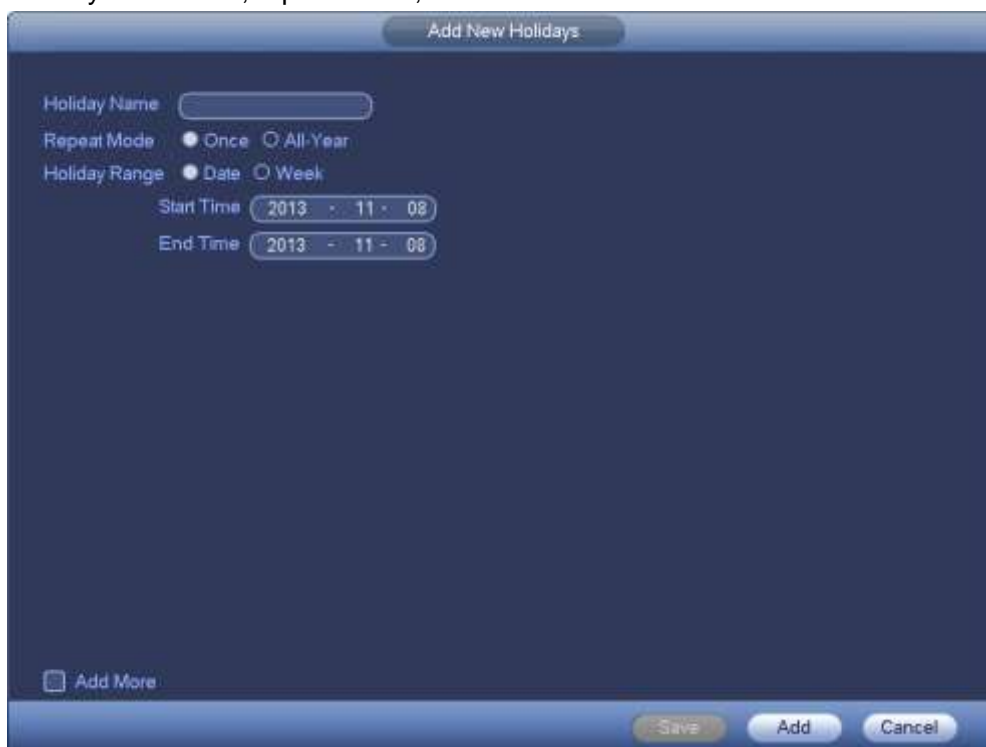 Add New Holidays
Holiday Name
Repeat Mode Once All-Year
Holiday Range Date Week
Start Time 2013 - 11 - 08
End Time 2013 - 11 - 08
Add More
Save Add Cancel